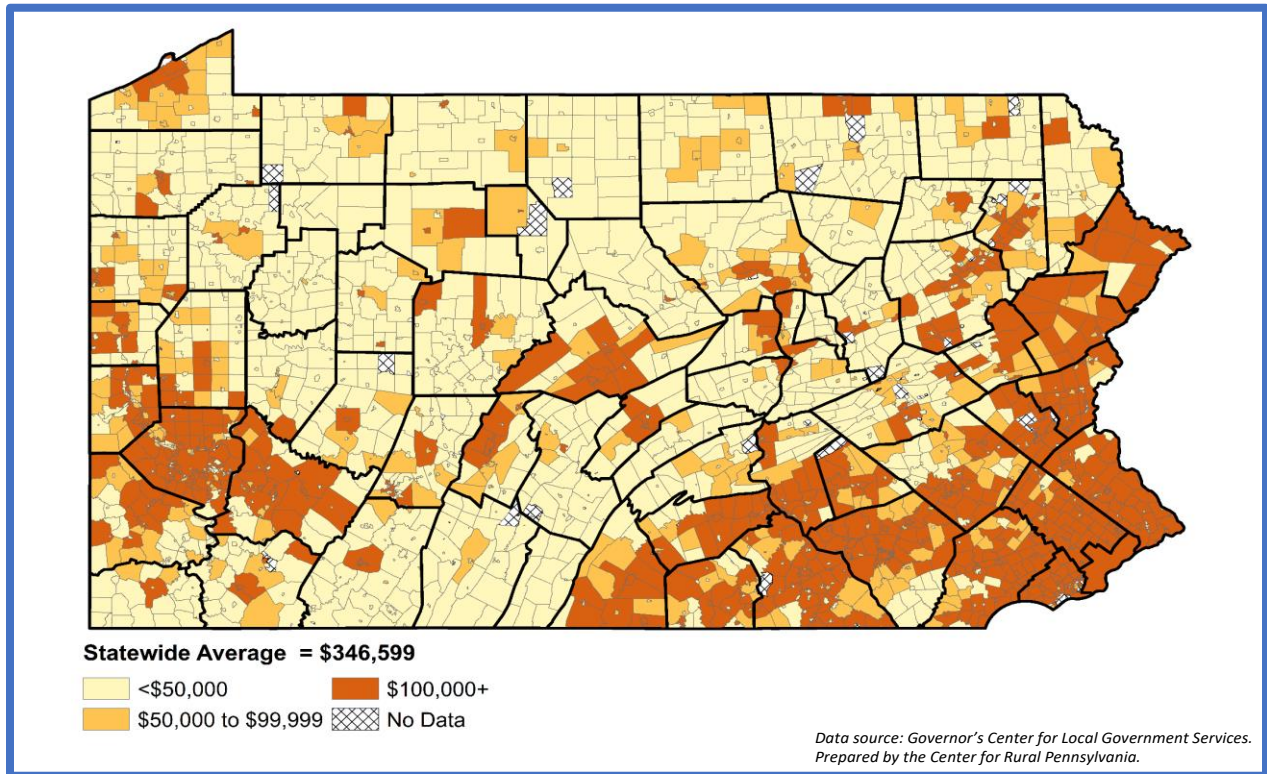 Statewide Average = $346,599
<$50,000
$100,000+
$50,000 to $99,999
No Data
Data source: Governor's Center for Local Government Services.
Prepared by the Center for Rural Pennsylvania.